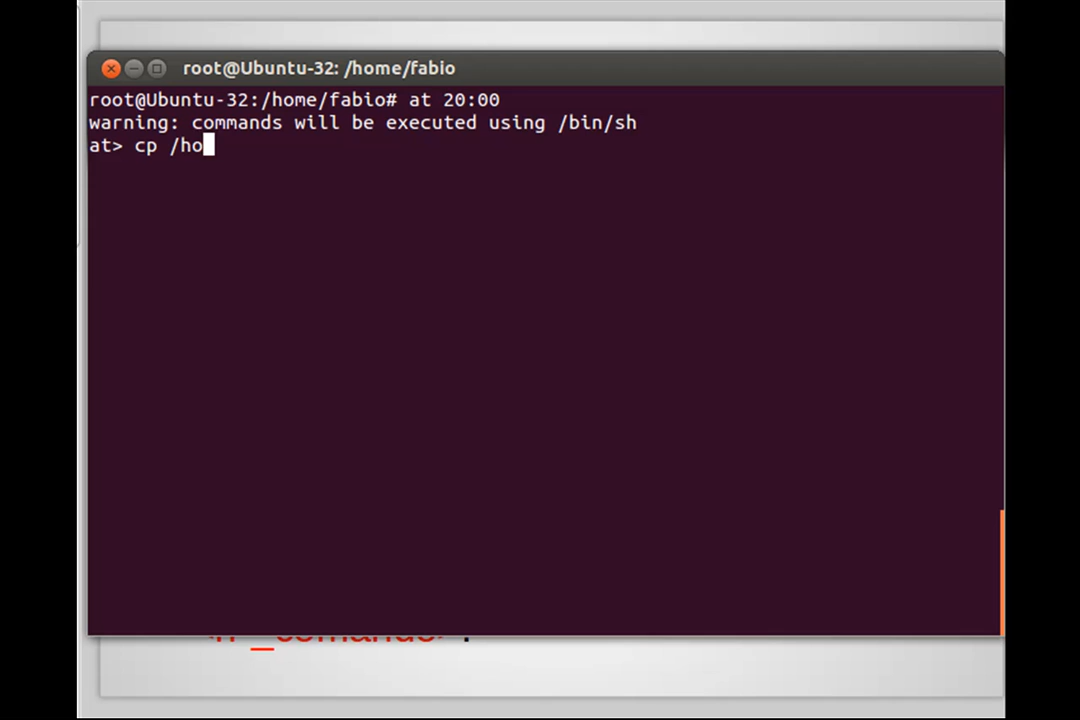 root@Ubuntu-32: /home/fabio
root@Ubuntu-32:/home/fabio# at 20:00
warning: commands will be executed using /bin/sh
at> cp /ho